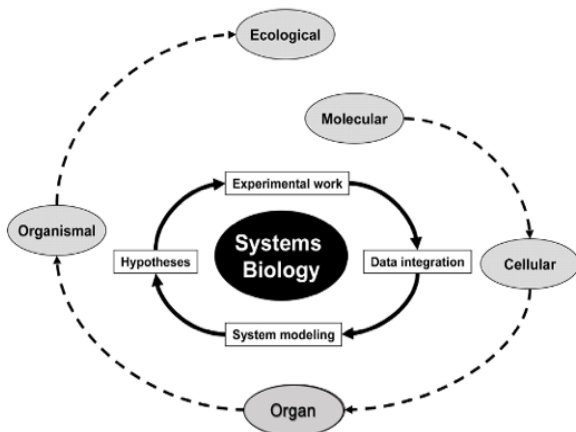 Ecological
Molecular
Experimental work
Organismal
Systems
Biology
Hypotheses
Data integration
Cellular
System modeling
Organ